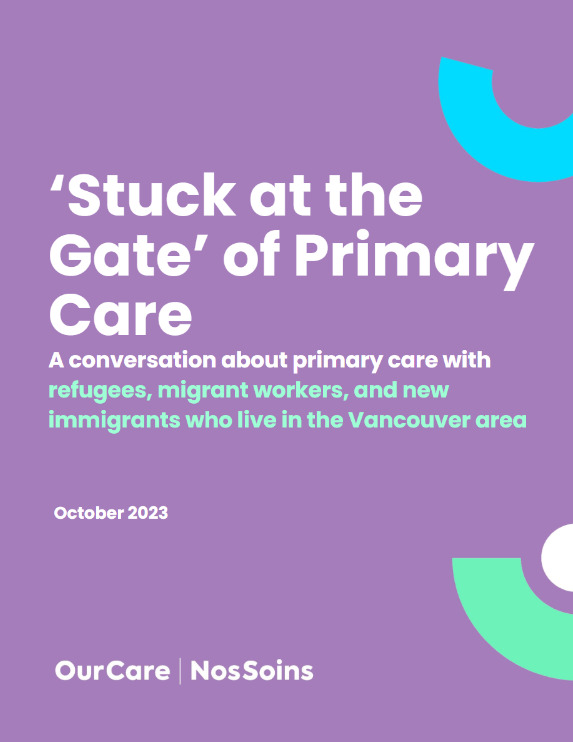 ‘Stuck at the
Gate’ of Primary
Care
A conversation about primary care with
refugees, migrant workers, and new
immigrants who live in the Vancouver area
October 2023
OurCare | NosSoins